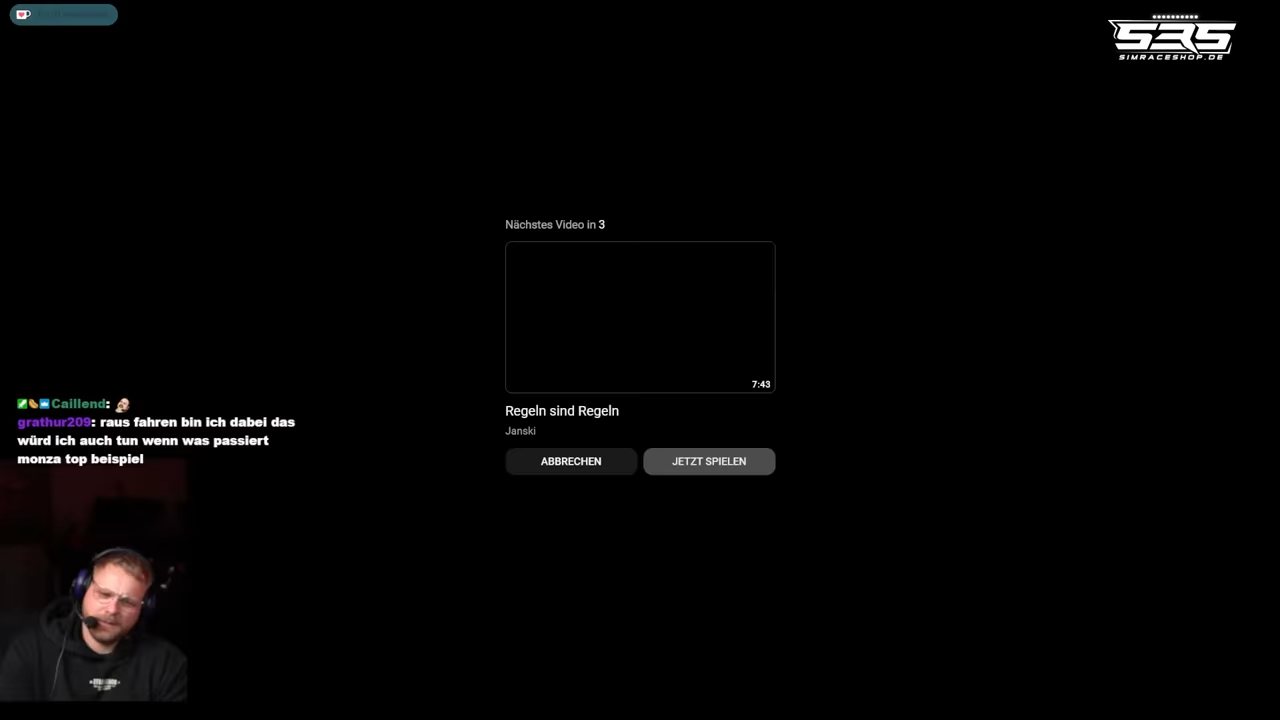 SRS
SIMRACESHOP.DE
Nächstes Video in 3
7:43
Regeln sind Regeln
Janski
ABBRECHEN
JETZT SPIELEN
Caillend:
grathur209: raus fahren bin ich dabei das
würd ich auch tun wenn was passiert
monza top beispiel